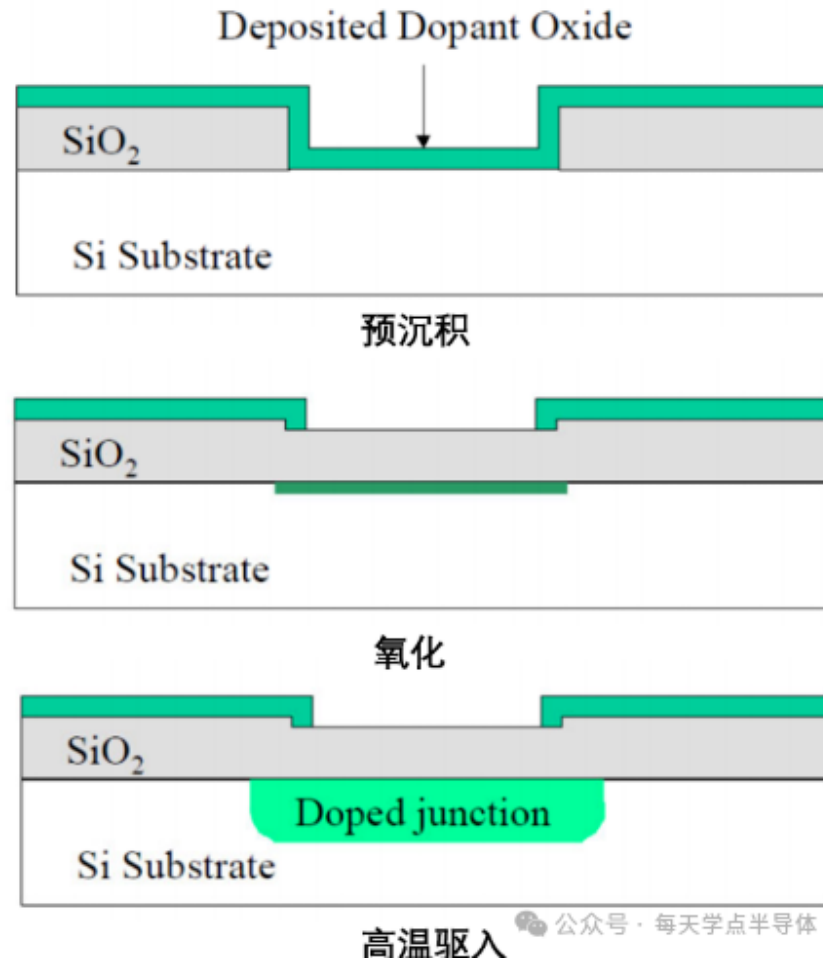 Deposited Dopant Oxide
SiO₂
Si Substrate
预沉积
SiO₂
Si Substrate
氧化
SiO₂
Doped junction
Si Substrate
公众号 · 每天学点半导体
高温驱入